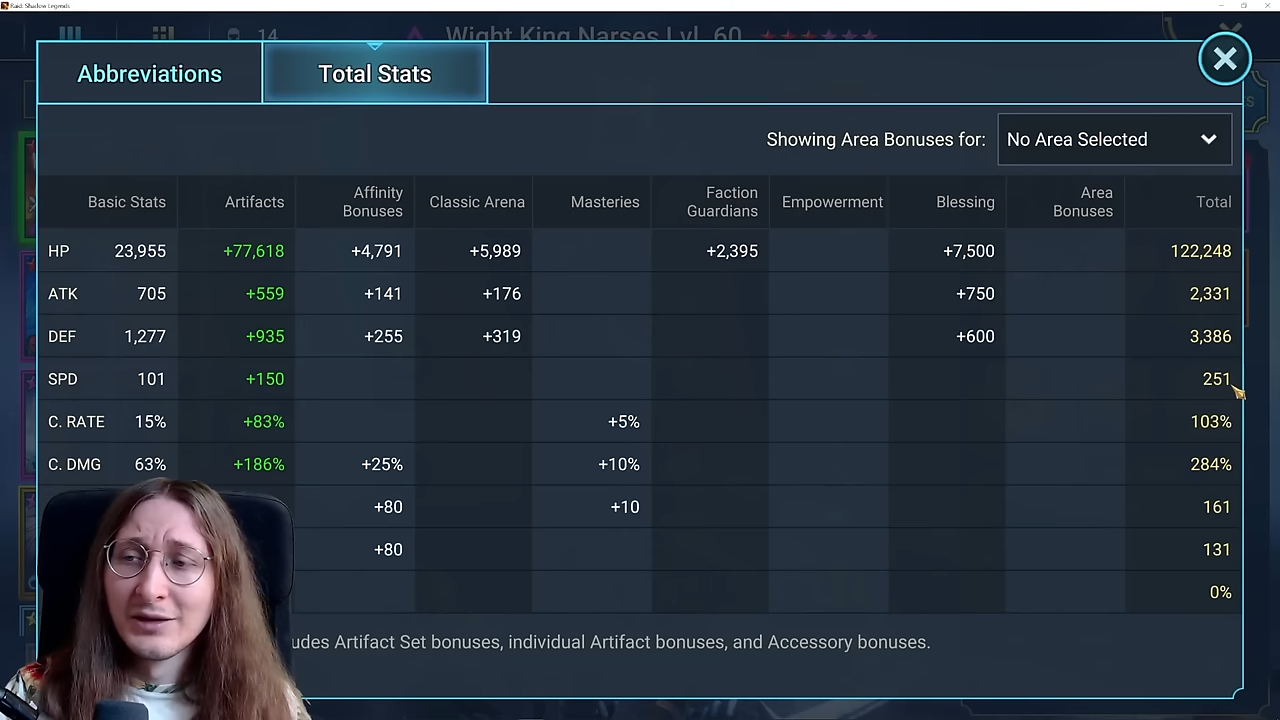 Raid: Shadow Legends
14 Wight King Narses Lvl. 60
Abbreviations Total Stats
Showing Area Bonuses for: No Area Selected
Basic Stats Artifacts Affinity Bonuses Classic Arena Masteries Faction Guardians Empowerment Blessing Area Bonuses Total
HP 23,955 +77,618 +4,791 +5,989 +2,395 +7,500 122,248
ATK 705 +559 +141 +176 +750 2,331
DEF 1,277 +935 +255 +319 +600 3,386
SPD 101 +150 251
C. RATE 15% +83% +5% 103%
C. DMG 63% +186% +25% +10% 284%
+80 +10 161
+80 131
0%
udes Artifact Set bonuses, individual Artifact bonuses, and Accessory bonuses.